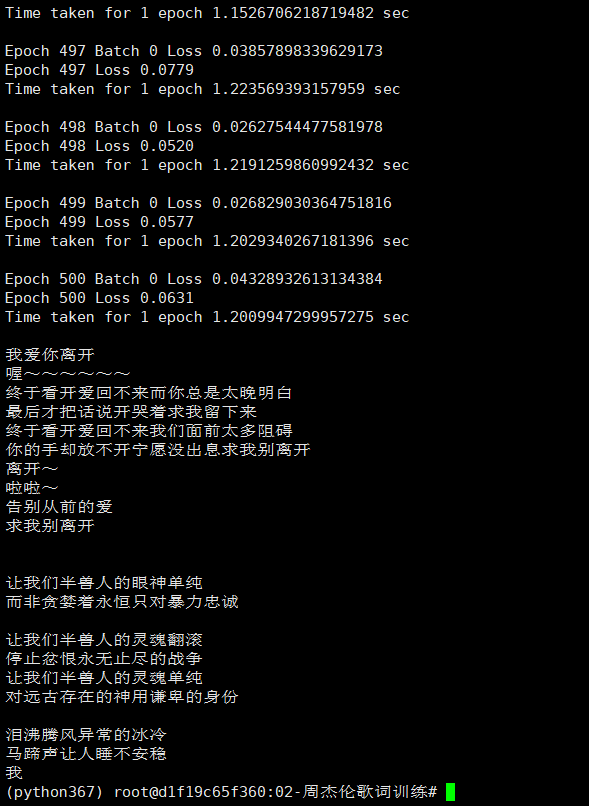 Time taken for 1 epoch 1.1526706218719482 sec
Epoch 497 Batch 0 Loss 0.03857898339629173
Epoch 497 Loss 0.0779
Time taken for 1 epoch 1.223569393157959 sec
Epoch 498 Batch 0 Loss 0.02627544477581978
Epoch 498 Loss 0.0520
Time taken for 1 epoch 1.2191259860992432 sec
Epoch 499 Batch 0 Loss 0.026829030364751816
Epoch 499 Loss 0.0577
Time taken for 1 epoch 1.2029340267181396 sec
Epoch 500 Batch 0 Loss 0.04328932613134384
Epoch 500 Loss 0.0631
Time taken for 1 epoch 1.2009947299957275 sec
我爱你离开
喔～～～～～～
终于看开爱回不来而你总是太晚明白
最后才把话说开哭着求我留下来
终于看开爱回不来我们面前太多阻碍
你的手却放不开宁愿没出息求我别离开
离开～
啦啦～
告别从前的爱
求我别离开
让我们半兽人的眼神单纯
而非贪婪着永恒只对暴力忠诚
让我们半兽人的灵魂翻滚
停止忿恨永无止尽的战争
让我们半兽人的灵魂单纯
对远古存在的神用谦卑的身份
泪沸腾风异常的冰冷
马蹄声让人睡不安稳
我
(python367) root@d1f19c65f360:02-周杰伦歌词训练#